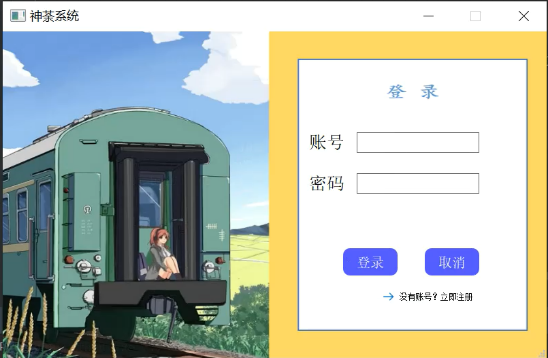 神荼系统
登 录
账号
密码
登录 取消
没有账号？立即注册